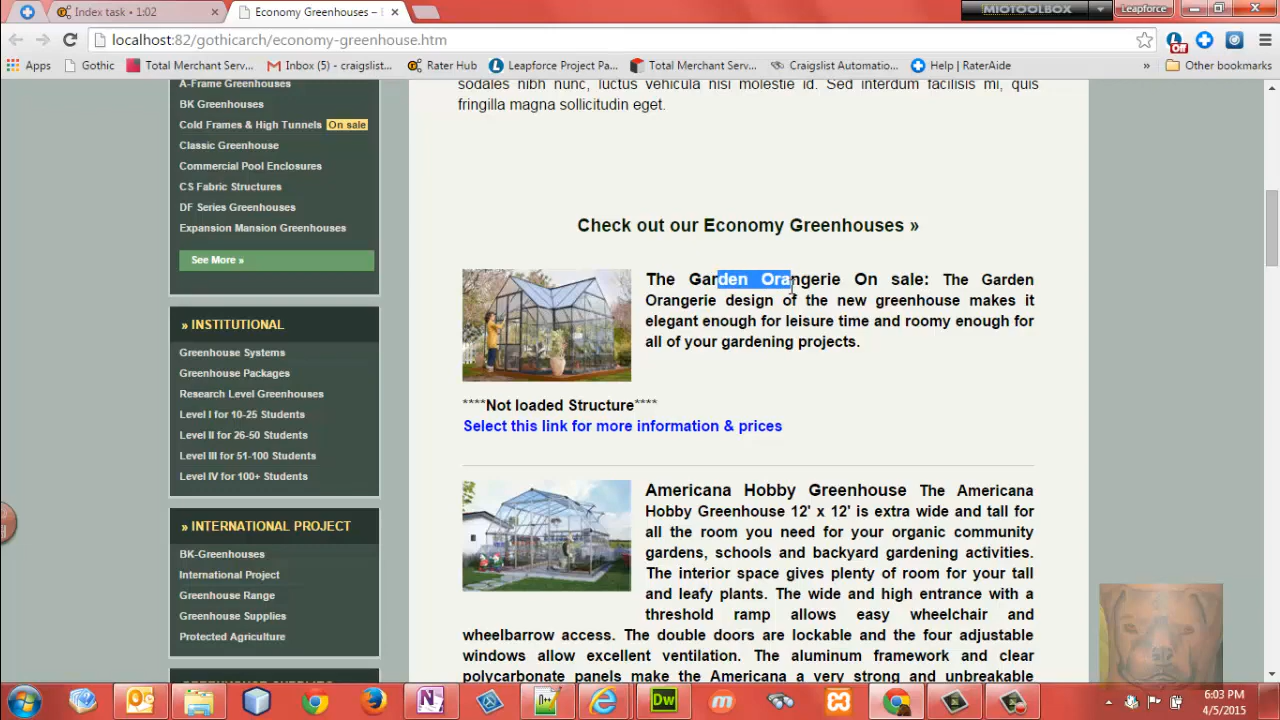 Index task • 1:02
Economy Greenhouses –
MIOTOOLBOX
Leapforce
localhost:82/gothicarch/economy-greenhouse.htm
Off
Apps
Gothic
Total Merchant Serv...
Inbox (5) - craigslist...
Rater Hub
Leapforce Project Pa...
Total Merchant Serv...
Craigslist Automatio...
Help | RaterAide
»
Other bookmarks
A-Frame Greenhouses
BK Greenhouses
Cold Frames & High Tunnels On sale
Classic Greenhouse
Commercial Pool Enclosures
CS Fabric Structures
DF Series Greenhouses
Expansion Mansion Greenhouses
See More »
» INSTITUTIONAL
Greenhouse Systems
Greenhouse Packages
Research Level Greenhouses
Level I for 10-25 Students
Level II for 26-50 Students
Level III for 51-100 Students
Level IV for 100+ Students
» INTERNATIONAL PROJECT
BK-Greenhouses
International Project
Greenhouse Range
Greenhouse Supplies
Protected Agriculture
sodales nibh nunc, luctus vehicula nisi molestie id. Sed interdum facilisis mi, quis
fringilla magna sollicitudin eget.
Check out our Economy Greenhouses »
The Garden Orangerie On sale: The Garden
Orangerie design of the new greenhouse makes it
elegant enough for leisure time and roomy enough for
all of your gardening projects.
****Not loaded Structure****
Select this link for more information & prices
Americana Hobby Greenhouse The Americana
Hobby Greenhouse 12' x 12' is extra wide and tall for
all the room you need for your organic community
gardens, schools and backyard gardening activities.
The interior space gives plenty of room for your tall
and leafy plants. The wide and high entrance with a
threshold ramp allows easy wheelchair and
wheelbarrow access. The double doors are lockable and the four adjustable
windows allow excellent ventilation. The aluminum framework and clear
polycarbonate panels make the Americana a very strong and unbreakable
Dw
6:03 PM
4/5/2015